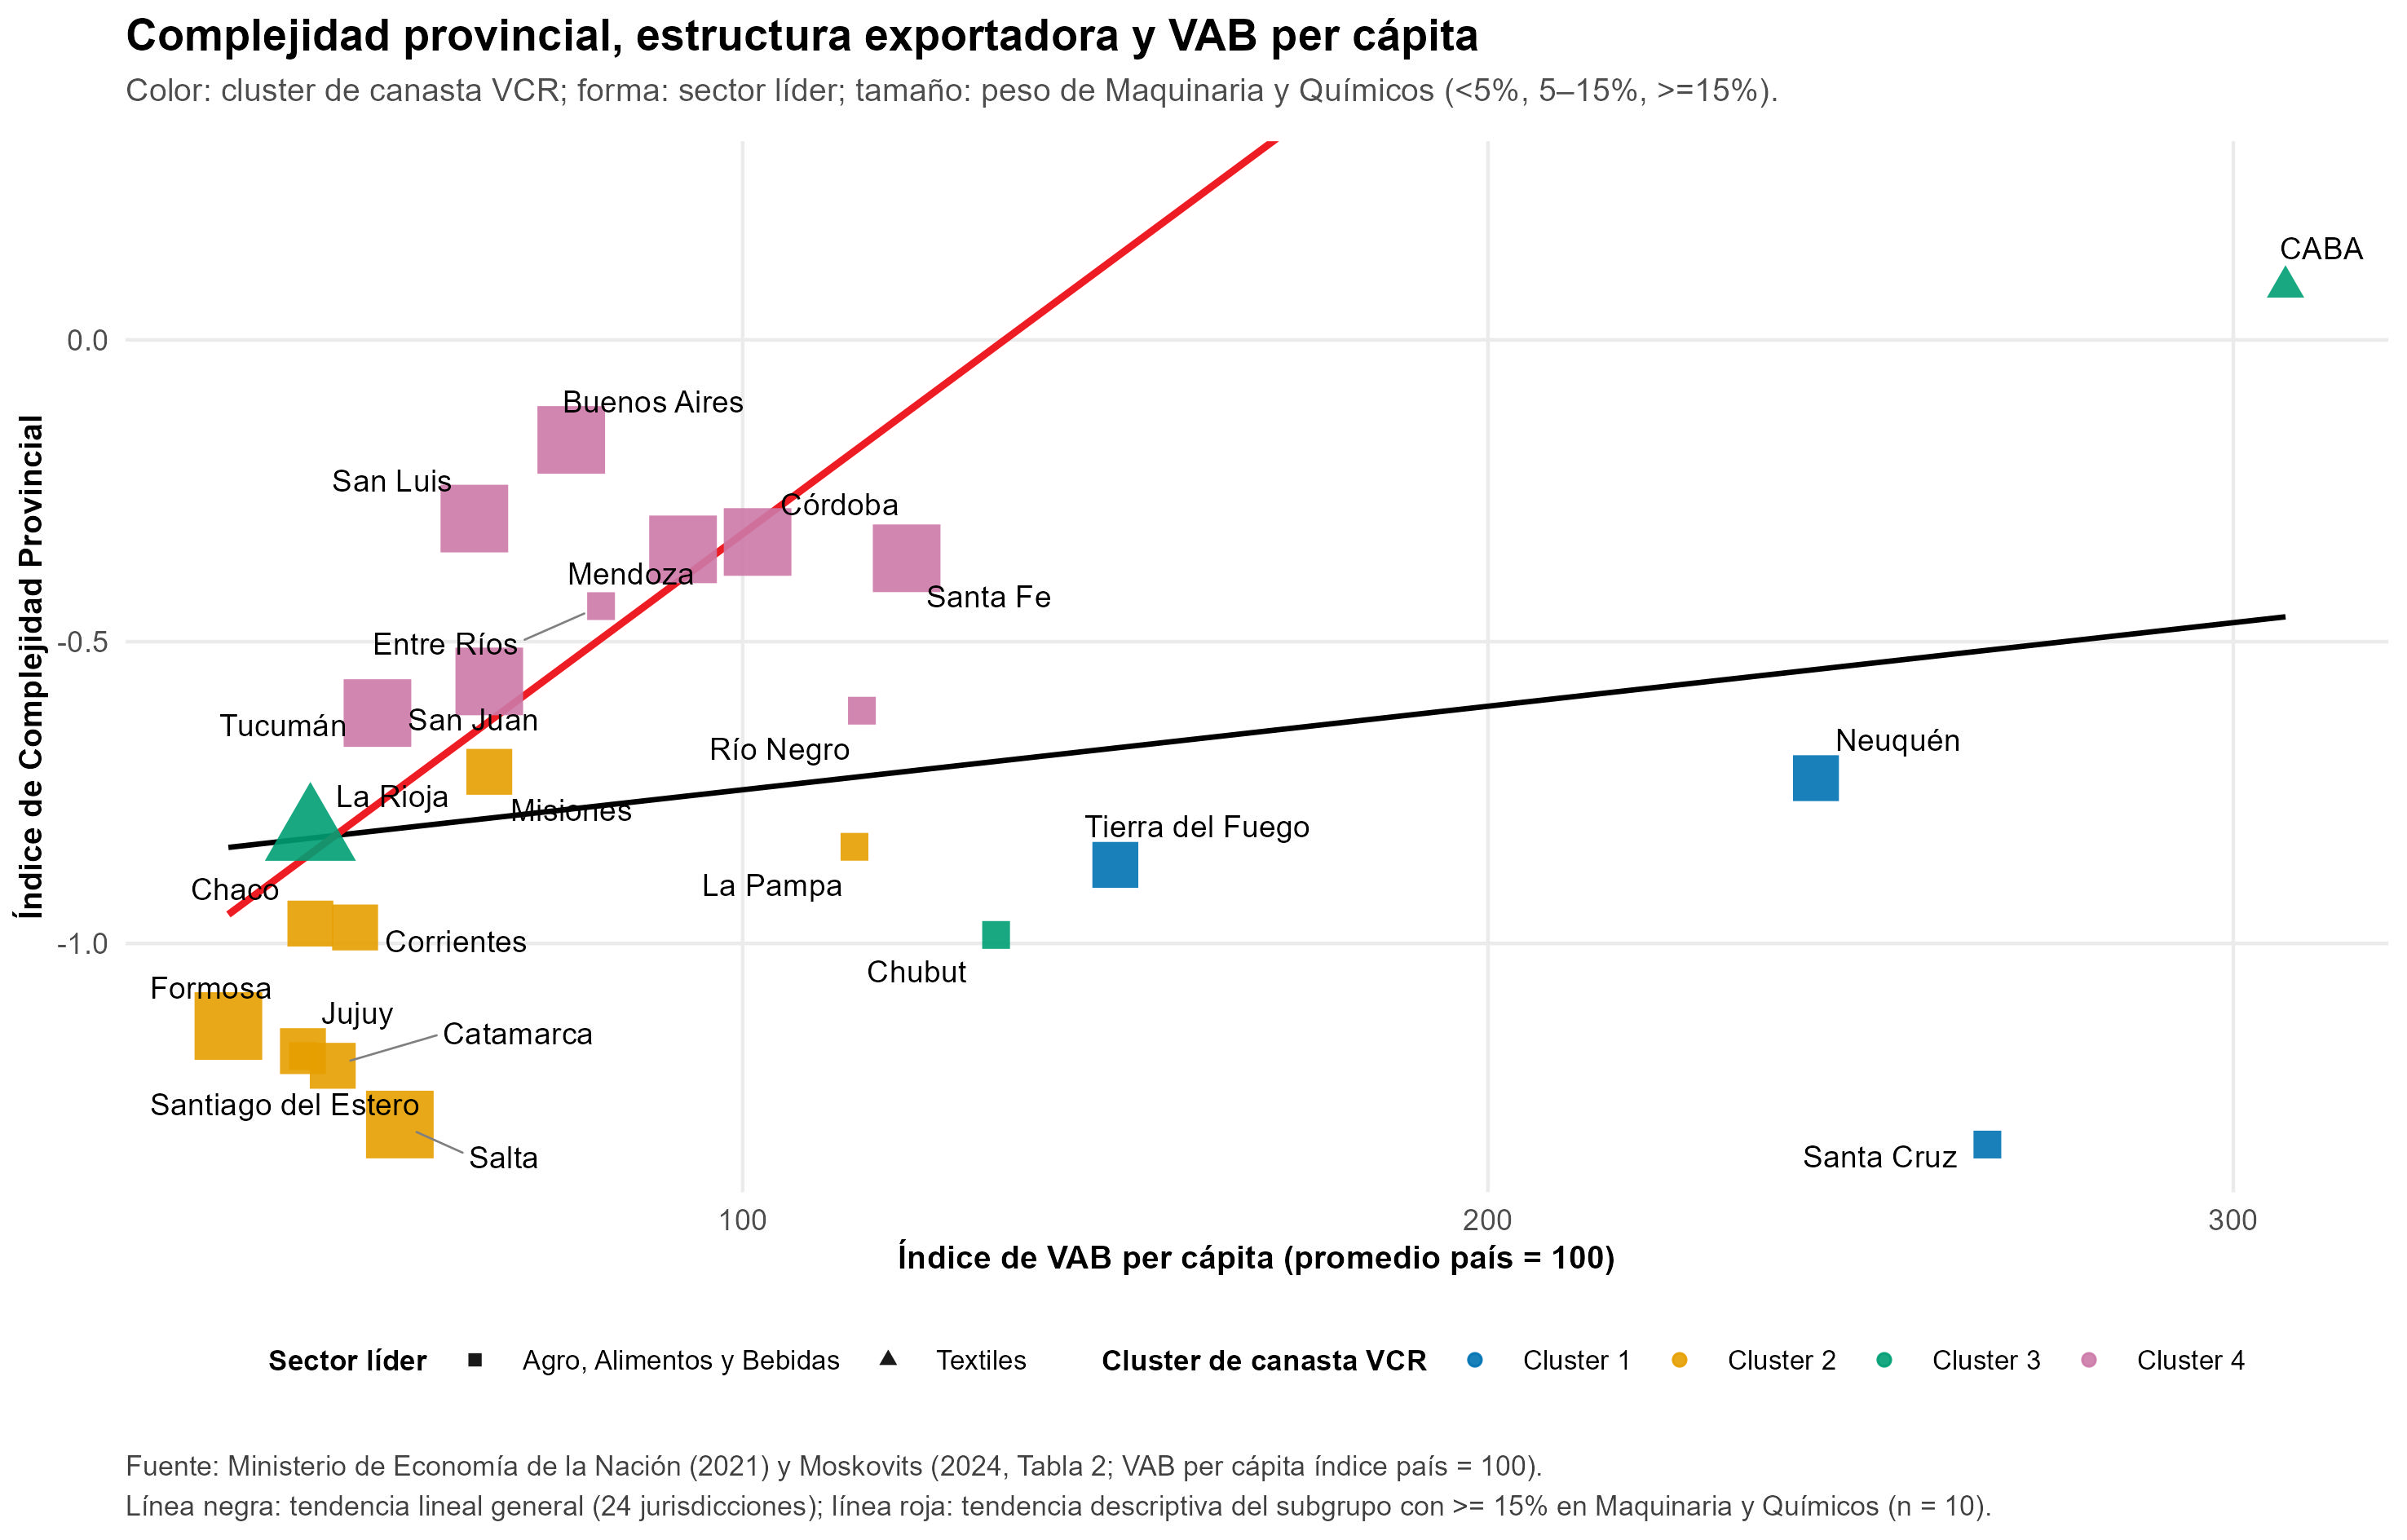 Complejidad provincial, estructura exportadora y VAB per cápita
Color: cluster de canasta VCR; forma: sector líder; tamaño: peso de Maquinaria y Químicos (<5%, 5–15%, >=15%).
Índice de Complejidad Provincial
0.0
-0.5
-1.0
CABA
Buenos Aires
San Luis
Córdoba
Mendoza
Santa Fe
Entre Ríos
Tucumán
San Juan
Río Negro
Neuquén
La Rioja
Misiones
Tierra del Fuego
Chaco
La Pampa
Corrientes
Chubut
Formosa
Jujuy
Catamarca
Santiago del Estero
Salta
Santa Cruz
100
200
300
Índice de VAB per cápita (promedio país = 100)
Sector líder Agro, Alimentos y Bebidas Textiles Cluster de canasta VCR Cluster 1 Cluster 2 Cluster 3 Cluster 4
Fuente: Ministerio de Economía de la Nación (2021) y Moskovits (2024, Tabla 2; VAB per cápita índice país = 100).
Línea negra: tendencia lineal general (24 jurisdicciones); línea roja: tendencia descriptiva del subgrupo con >= 15% en Maquinaria y Químicos (n = 10).